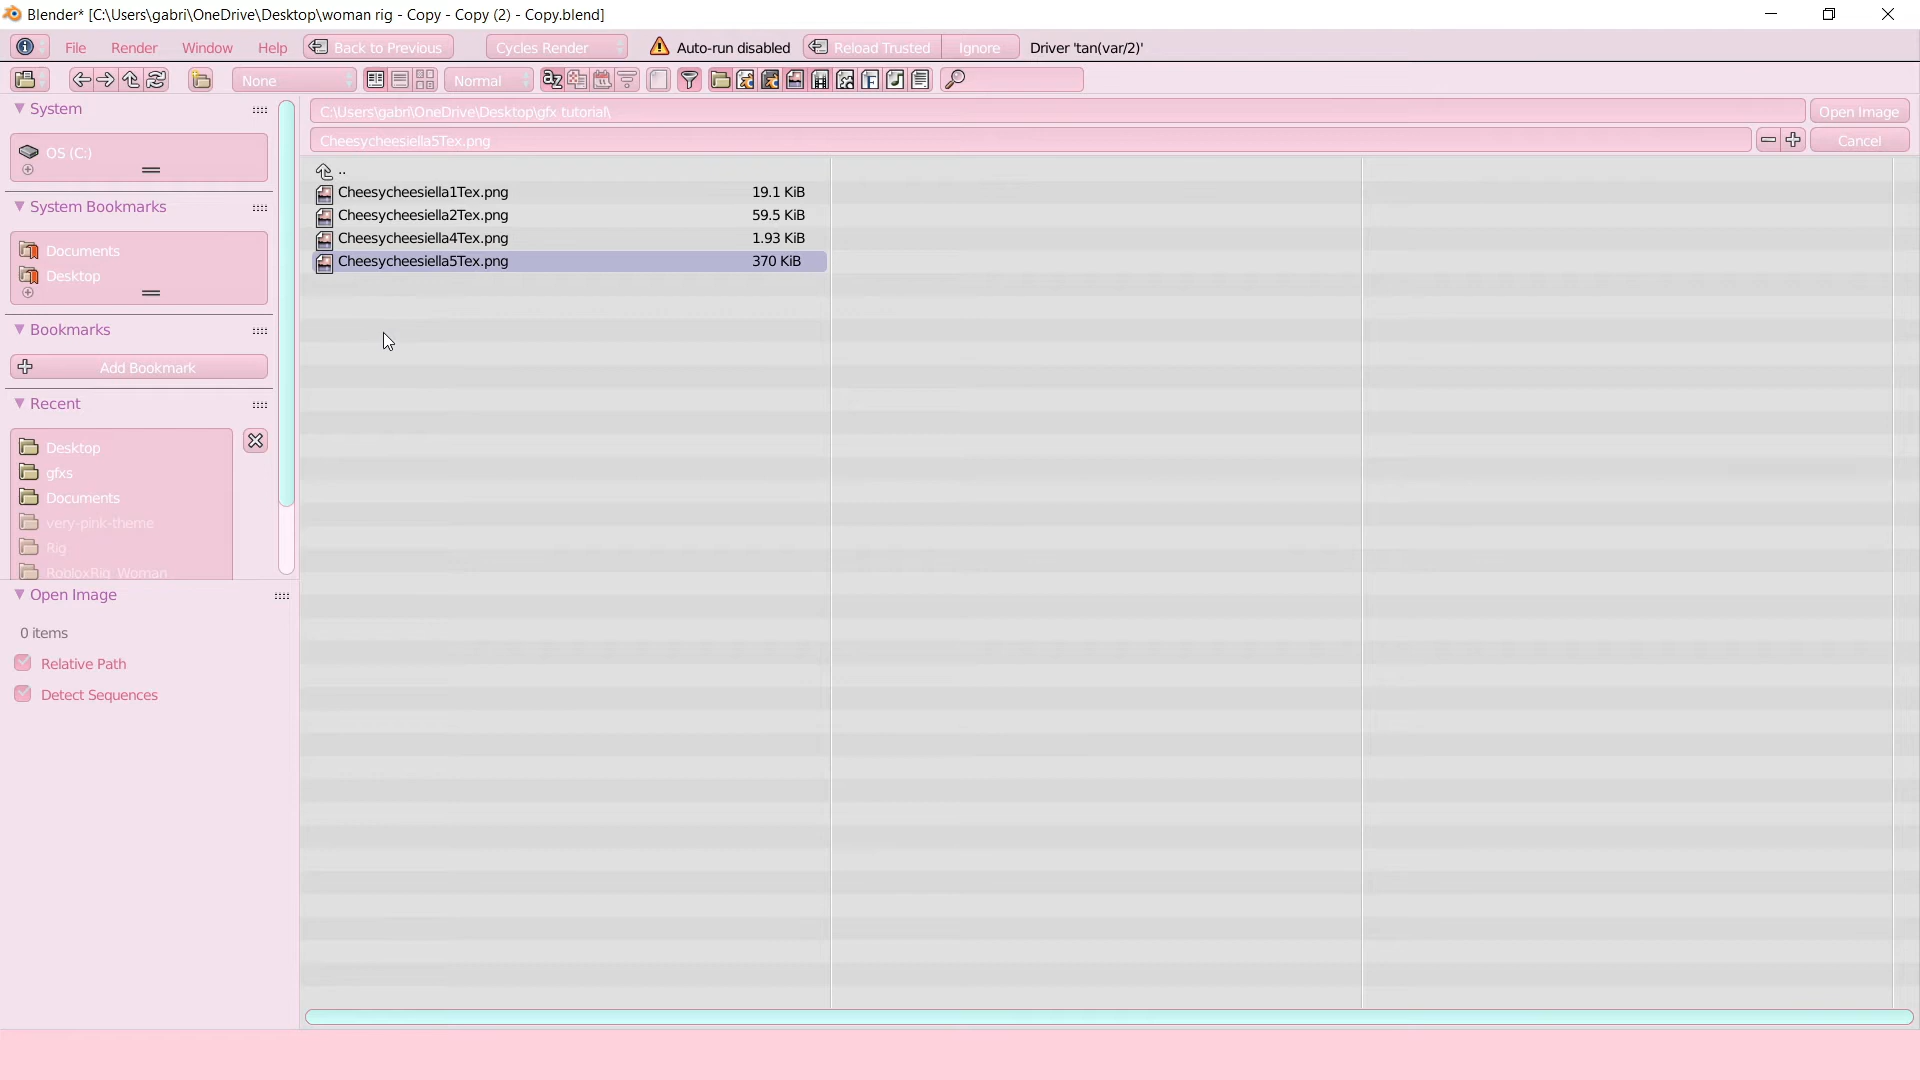 Blender* [C:\Users\gabri\OneDrive\Desktop\woman rig - Copy - Copy (2) - Copy.blend]
File Render Window Help Back to Previous Cycles Render Auto-run disabled Reload Trusted Ignore Driver 'tan(var/2)'
None Normal
System
OS (C:)
System Bookmarks
Documents
Desktop
Bookmarks
Add Bookmark
Recent
Desktop
gfxs
Documents
very-pink-theme
Rig
RobloxRig_Woman
Open Image
0 items
Relative Path
Detect Sequences
C:\Users\gabri\OneDrive\Desktop\gfx tutorial\ Open Image
Cheesycheesiella5Tex.png Cancel
..
Cheesycheesiella1Tex.png 19.1 KiB
Cheesycheesiella2Tex.png 59.5 KiB
Cheesycheesiella4Tex.png 1.93 KiB
Cheesycheesiella5Tex.png 370 KiB